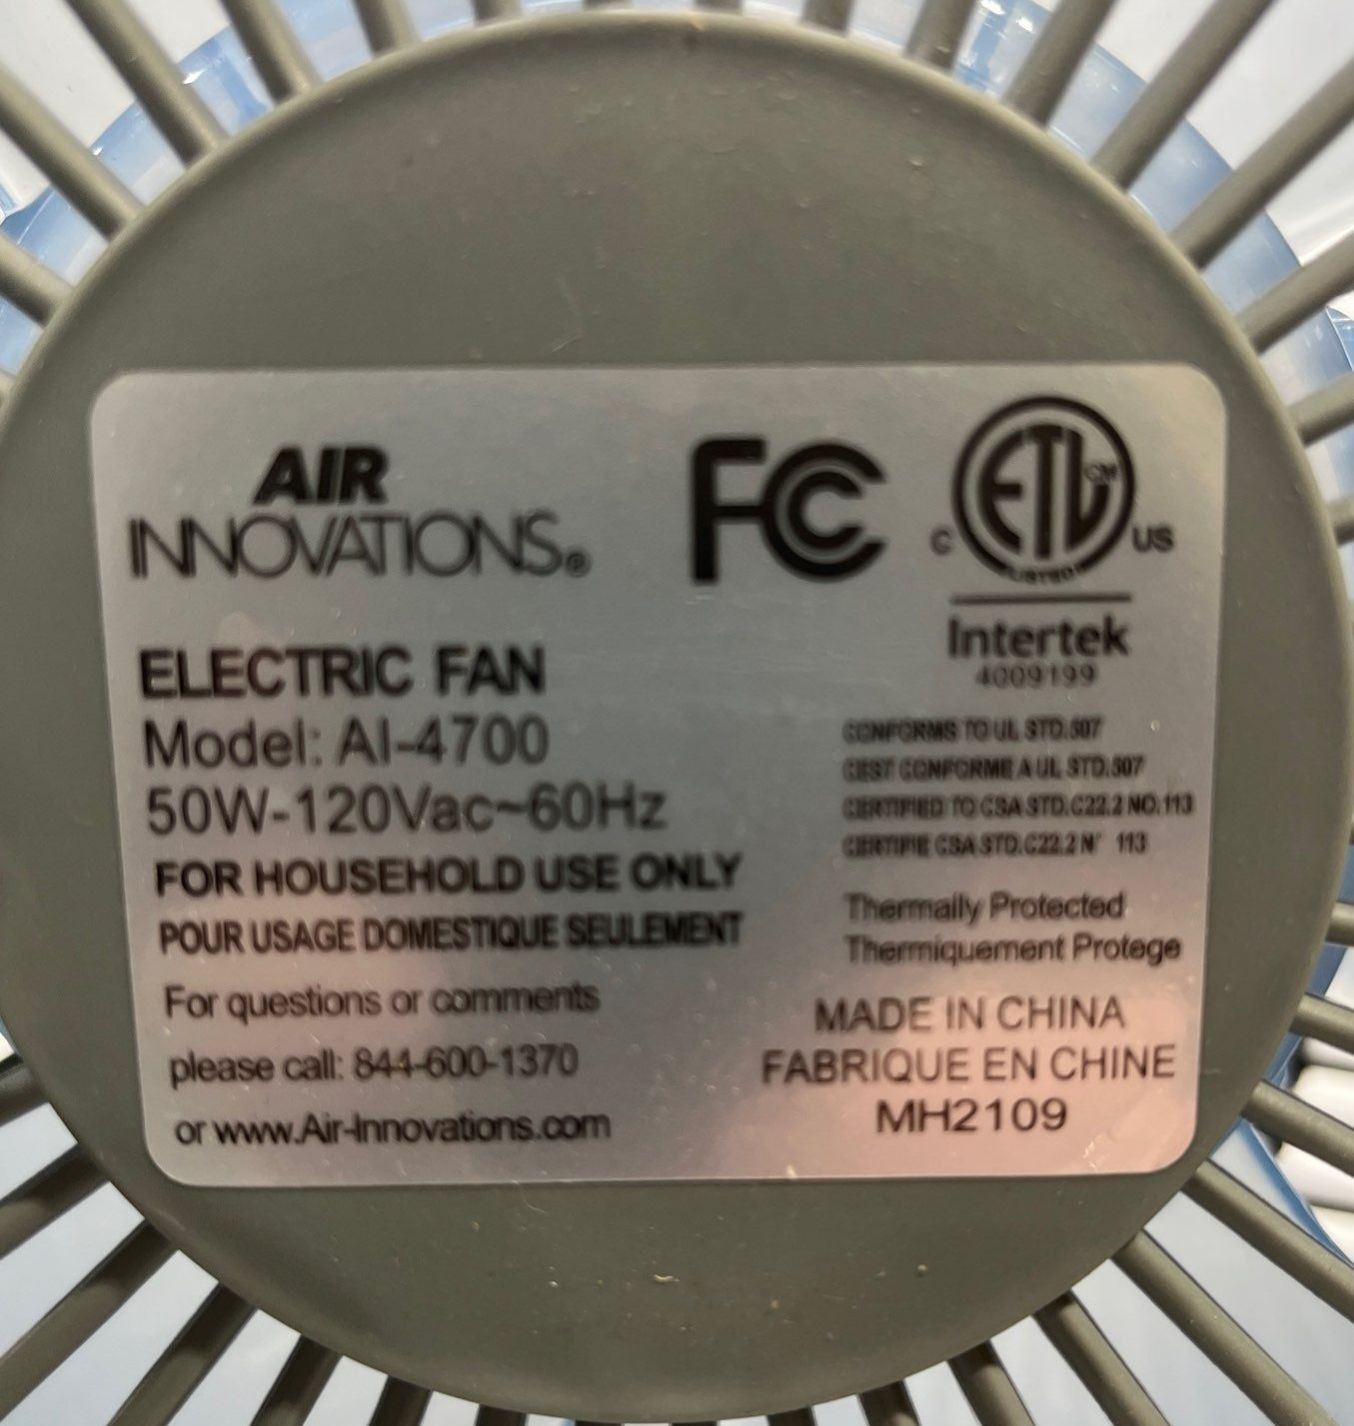 AIR
INNOVATIONS®
FC
ETL CM
C US
LISTED
Intertek
4009199
ELECTRIC FAN
Model: AI-4700
50W-120Vac~60Hz
FOR HOUSEHOLD USE ONLY
POUR USAGE DOMESTIQUE SEULEMENT
For questions or comments
please call: 844-600-1370
or www.Air-Innovations.com
CONFORMS TO UL STD.507
CEST CONFORME A UL STD.507
CERTIFIED TO CSA STD.C22.2 NO.113
CERTIFIE CSA STD.C22.2 N° 113
Thermally Protected
Thermiquement Protege
MADE IN CHINA
FABRIQUE EN CHINE
MH2109